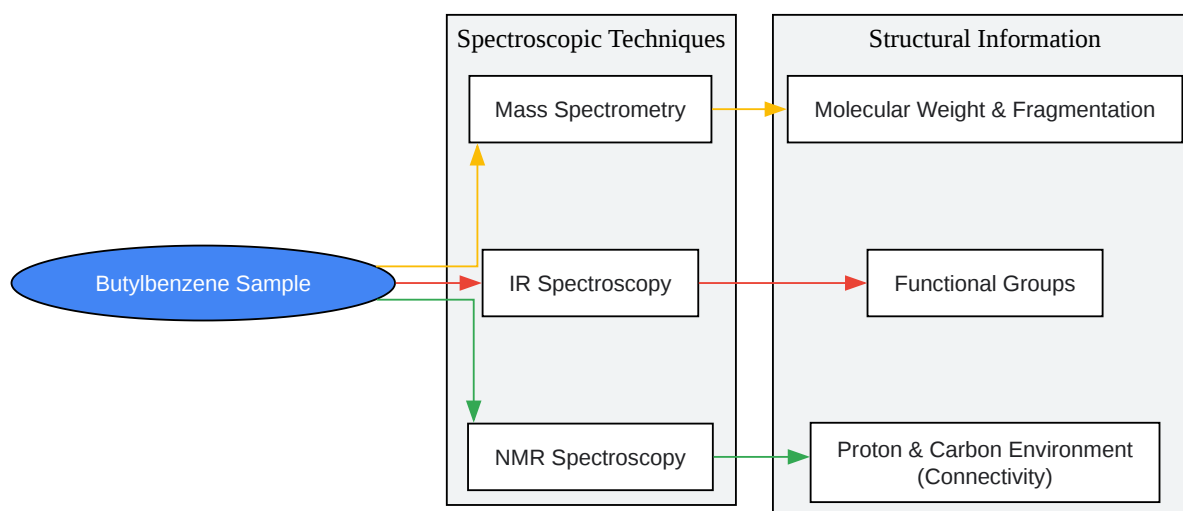 Spectroscopic Techniques
Structural Information
Mass Spectrometry
Molecular Weight & Fragmentation
Butylbenzene Sample
IR Spectroscopy
Functional Groups
NMR Spectroscopy
Proton & Carbon Environment
(Connectivity)